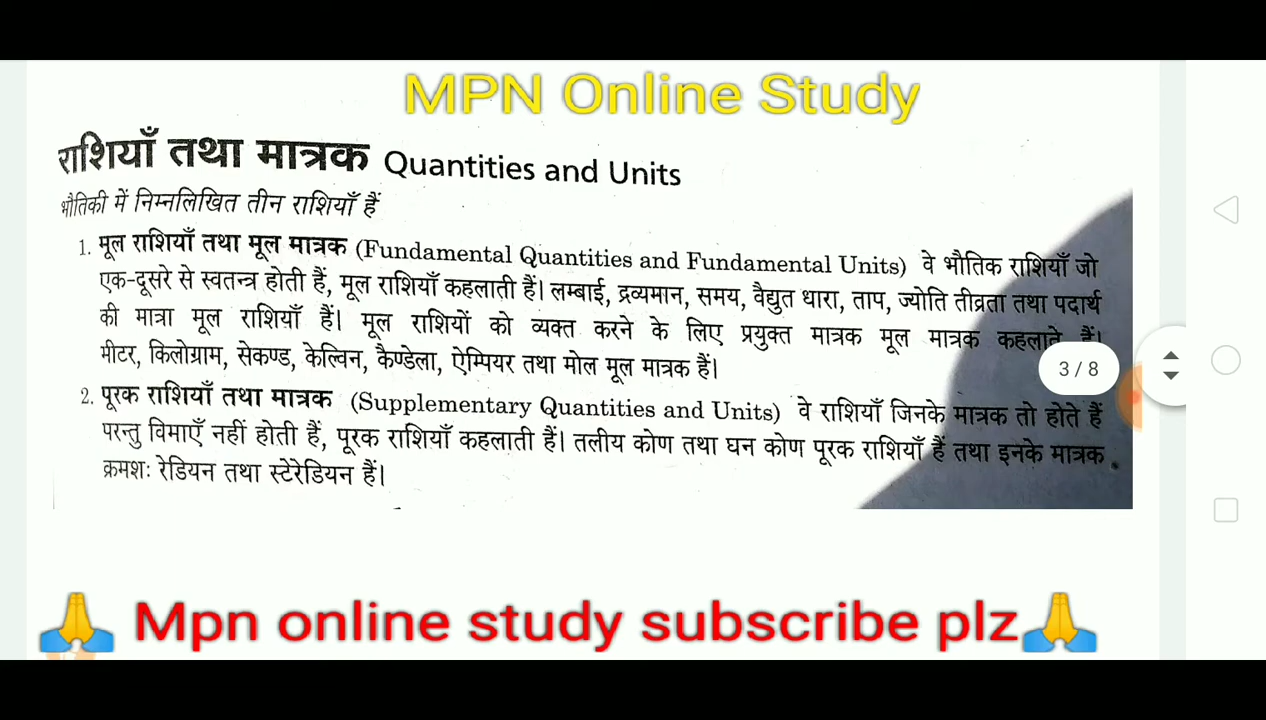 MPN Online Study
राशियाँ तथा मात्रक Quantities and Units
भौतिकी में निम्नलिखित तीन राशियाँ हैं
1. मूल राशियाँ तथा मूल मात्रक (Fundamental Quantities and Fundamental Units) वे भौतिक राशियाँ जो
एक-दूसरे से स्वतन्त्र होती हैं, मूल राशियाँ कहलाती हैं। लम्बाई, द्रव्यमान, समय, वैद्युत धारा, ताप, ज्योति तीव्रता तथा पदार्थ
की मात्रा मूल राशियाँ हैं। मूल राशियों को व्यक्त करने के लिए प्रयुक्त मात्रक मूल मात्रक कहलाते हैं।
मीटर, किलोग्राम, सेकण्ड, केल्विन, कैण्डेला, ऐम्पियर तथा मोल मूल मात्रक हैं।
3 / 8
2. पूरक राशियाँ तथा मात्रक (Supplementary Quantities and Units) वे राशियाँ जिनके मात्रक तो होते हैं
परन्तु विमाएँ नहीं होती हैं, पूरक राशियाँ कहलाती हैं। तलीय कोण तथा घन कोण पूरक राशियाँ हैं तथा इनके मात्रक
क्रमशः रेडियन तथा स्टेरेडियन हैं।
Mpn online study subscribe plz